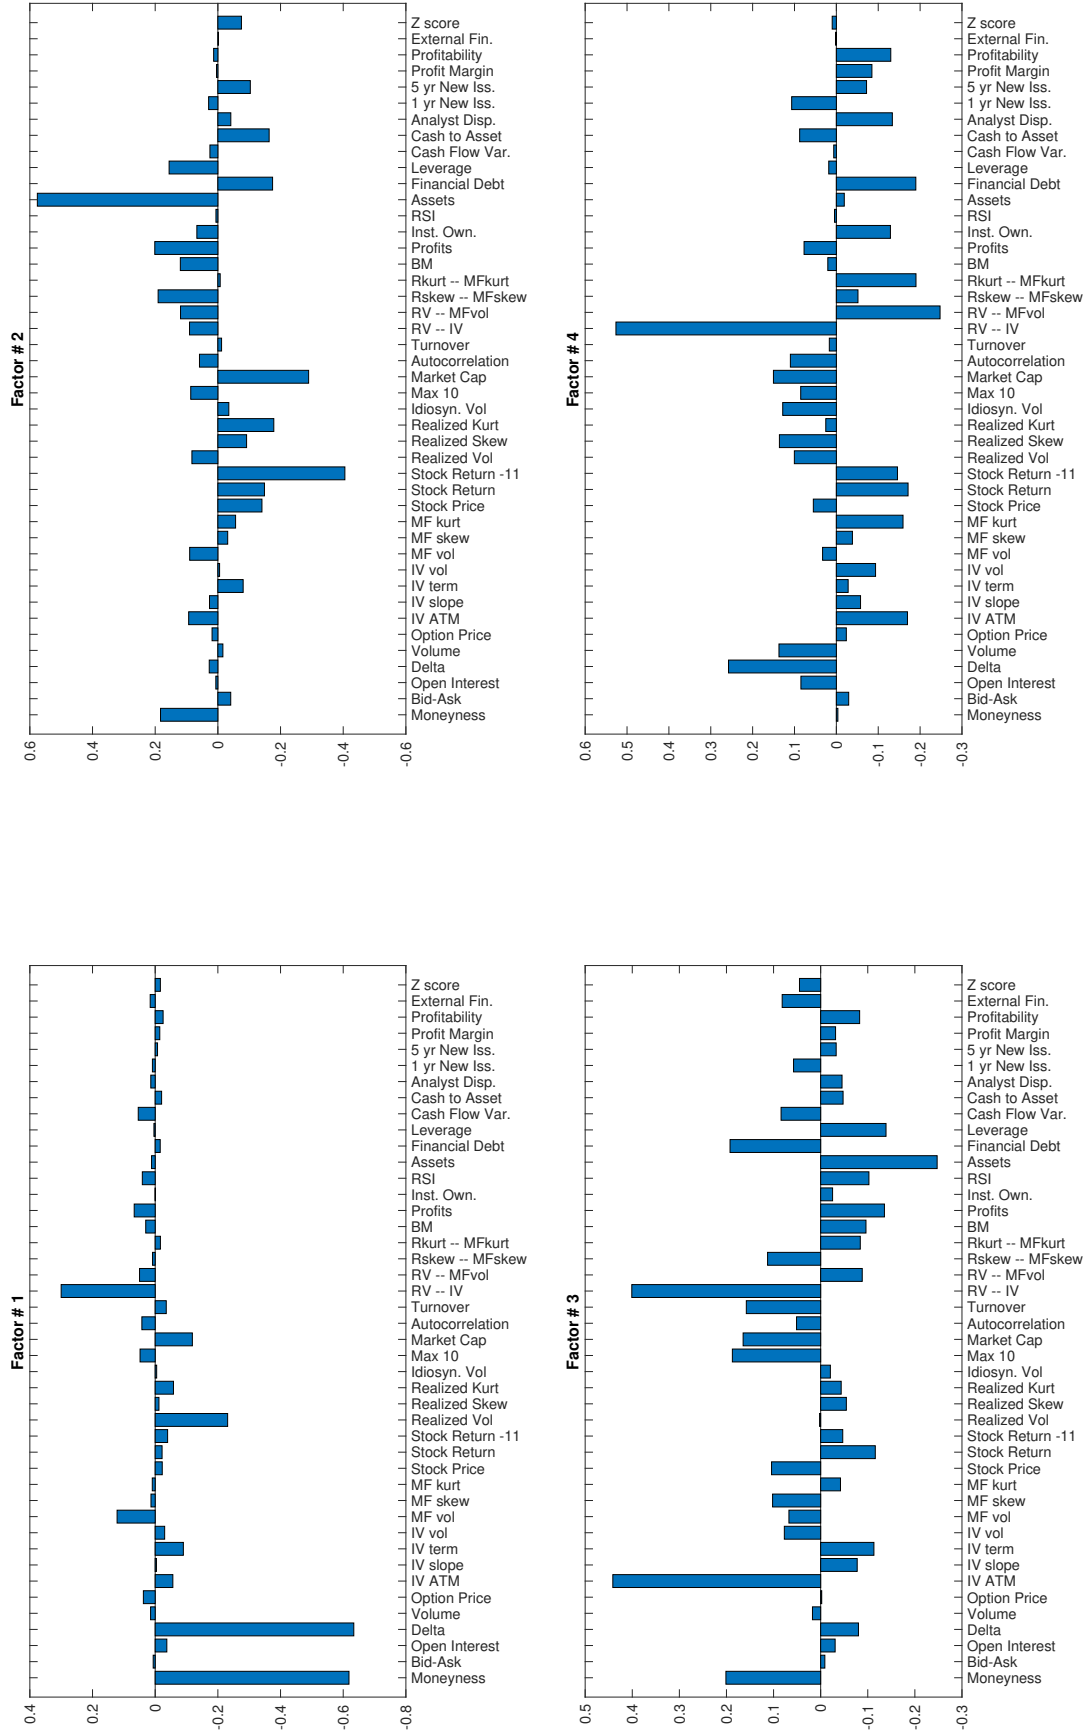 Factor # 1
0.4
0.2
0
-0.2
-0.4
-0.6
-0.8
Moneyness
Bid-Ask
Open Interest
Delta
Volume
Option Price
IV ATM
IV slope
IV term
IV vol
MF vol
MF skew
MF kurt
Stock Price
Stock Return
Stock Return -11
Realized Vol
Realized Skew
Realized Kurt
Idiosyn. Vol
Max 10
Market Cap
Autocorrelation
Turnover
RV -- IV
RV -- MFvol
Rskew -- MFskew
Rkurt -- MFkurt
BM
Profits
Inst. Own.
RSI
Assets
Financial Debt
Leverage
Cash Flow Var.
Cash to Asset
Analyst Disp.
1 yr New Iss.
5 yr New Iss.
Profit Margin
Profitability
External Fin.
Z score
Factor # 2
0.6
0.4
0.2
0
-0.2
-0.4
-0.6
Moneyness
Bid-Ask
Open Interest
Delta
Volume
Option Price
IV ATM
IV slope
IV term
IV vol
MF vol
MF skew
MF kurt
Stock Price
Stock Return
Stock Return -11
Realized Vol
Realized Skew
Realized Kurt
Idiosyn. Vol
Max 10
Market Cap
Autocorrelation
Turnover
RV -- IV
RV -- MFvol
Rskew -- MFskew
Rkurt -- MFkurt
BM
Profits
Inst. Own.
RSI
Assets
Financial Debt
Leverage
Cash Flow Var.
Cash to Asset
Analyst Disp.
1 yr New Iss.
5 yr New Iss.
Profit Margin
Profitability
External Fin.
Z score
Factor # 3
0.5
0.4
0.3
0.2
0.1
0
-0.1
-0.2
-0.3
Moneyness
Bid-Ask
Open Interest
Delta
Volume
Option Price
IV ATM
IV slope
IV term
IV vol
MF vol
MF skew
MF kurt
Stock Price
Stock Return
Stock Return -11
Realized Vol
Realized Skew
Realized Kurt
Idiosyn. Vol
Max 10
Market Cap
Autocorrelation
Turnover
RV -- IV
RV -- MFvol
Rskew -- MFskew
Rkurt -- MFkurt
BM
Profits
Inst. Own.
RSI
Assets
Financial Debt
Leverage
Cash Flow Var.
Cash to Asset
Analyst Disp.
1 yr New Iss.
5 yr New Iss.
Profit Margin
Profitability
External Fin.
Z score
Factor # 4
0.6
0.5
0.4
0.3
0.2
0.1
0
-0.1
-0.2
-0.3
Moneyness
Bid-Ask
Open Interest
Delta
Volume
Option Price
IV ATM
IV slope
IV term
IV vol
MF vol
MF skew
MF kurt
Stock Price
Stock Return
Stock Return -11
Realized Vol
Realized Skew
Realized Kurt
Idiosyn. Vol
Max 10
Market Cap
Autocorrelation
Turnover
RV -- IV
RV -- MFvol
Rskew -- MFskew
Rkurt -- MFkurt
BM
Profits
Inst. Own.
RSI
Assets
Financial Debt
Leverage
Cash Flow Var.
Cash to Asset
Analyst Disp.
1 yr New Iss.
5 yr New Iss.
Profit Margin
Profitability
External Fin.
Z score